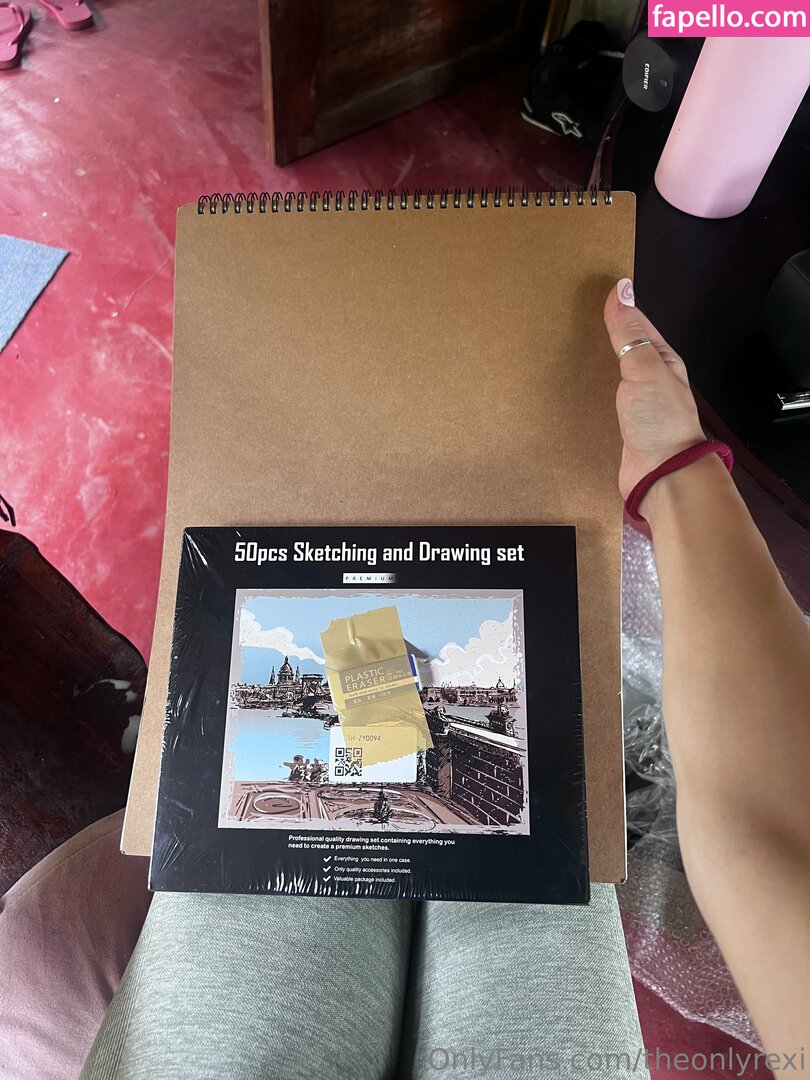 fapello.com
EDIFIER
50pcs Sketching and Drawing set
PREMIUM
PLASTIC
ERASER
TH-ZY0094
Professional quality drawing set containing everything you
need to create a premium sketches.
Everything you need in one case.
Only quality accessories included.
Valuable package included.
OnlyFans.com/theonlyrexi